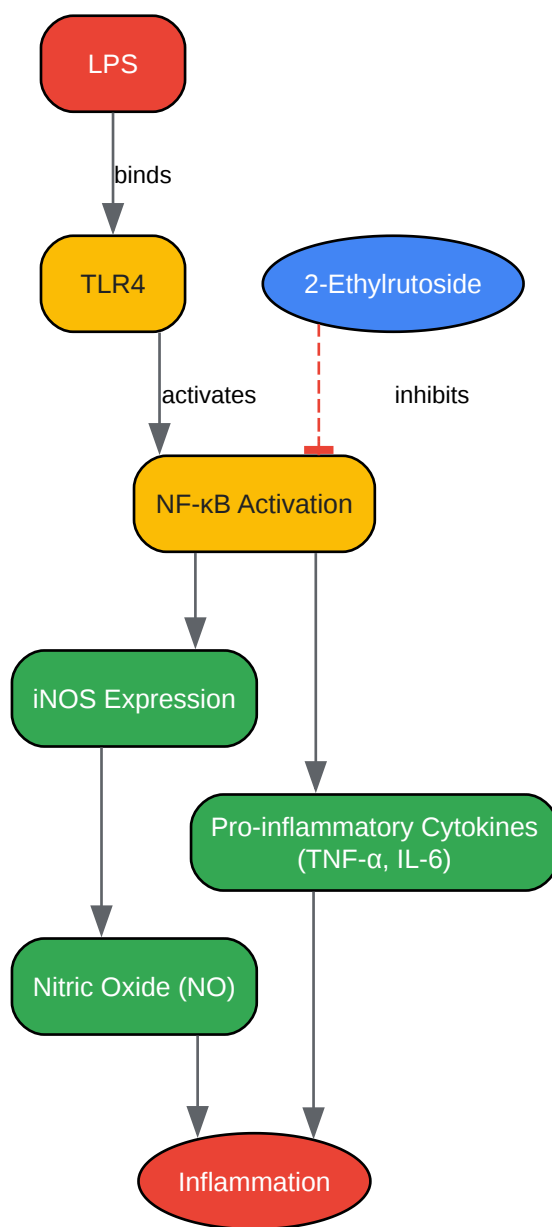 LPS
binds
TLR4
2-Ethylrutoside
activates
inhibits
NF-κB Activation
iNOS Expression
Pro-inflammatory Cytokines
(TNF-α, IL-6)
Nitric Oxide (NO)
Inflammation